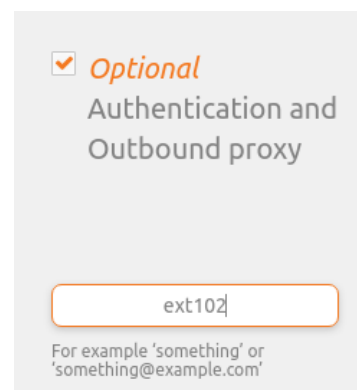 Optional
Authentication and
Outbound proxy
ext102
For example ‘something’ or
‘something@example.com’